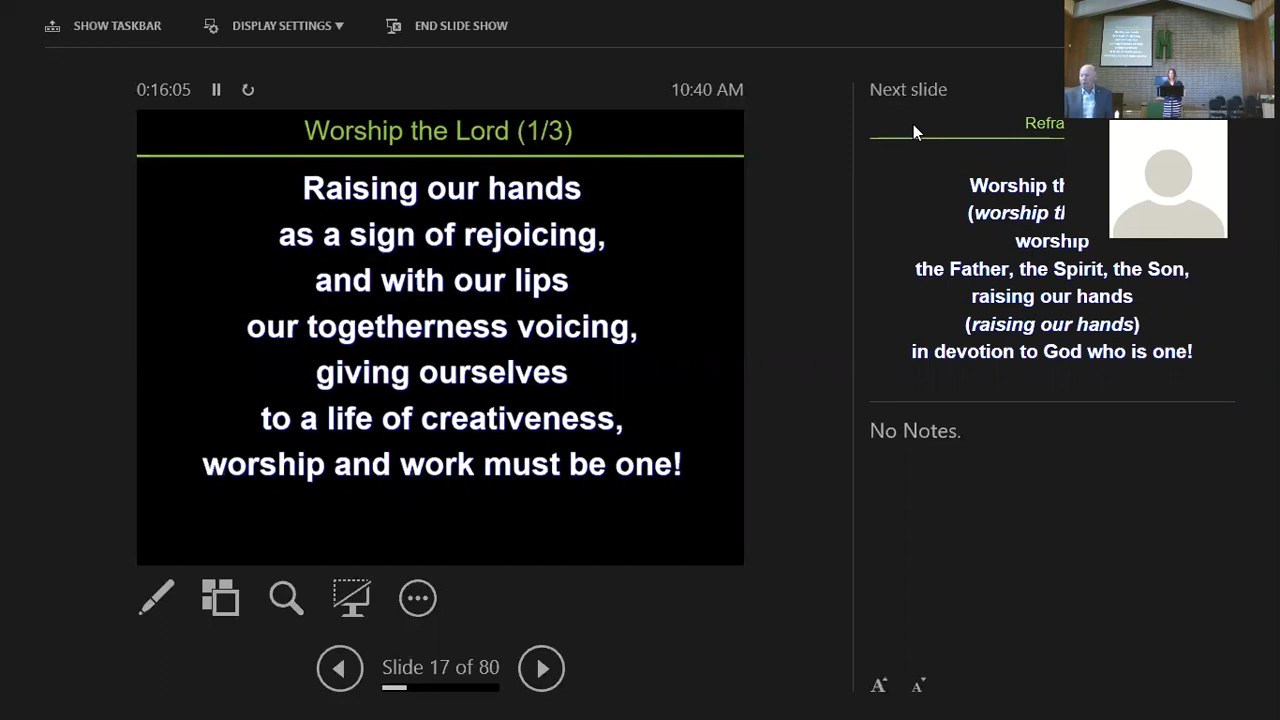 SHOW TASKBAR
DISPLAY SETTINGS
END SLIDE SHOW
0:16:05
10:40 AM
Worship the Lord (1/3)
Raising our hands
as a sign of rejoicing,
and with our lips
our togetherness voicing,
giving ourselves
to a life of creativeness,
worship and work must be one!
Slide 17 of 80
Next slide
Refra
Worship th
(worship th
worship
the Father, the Spirit, the Son,
raising our hands
(raising our hands)
in devotion to God who is one!
No Notes.
A
A